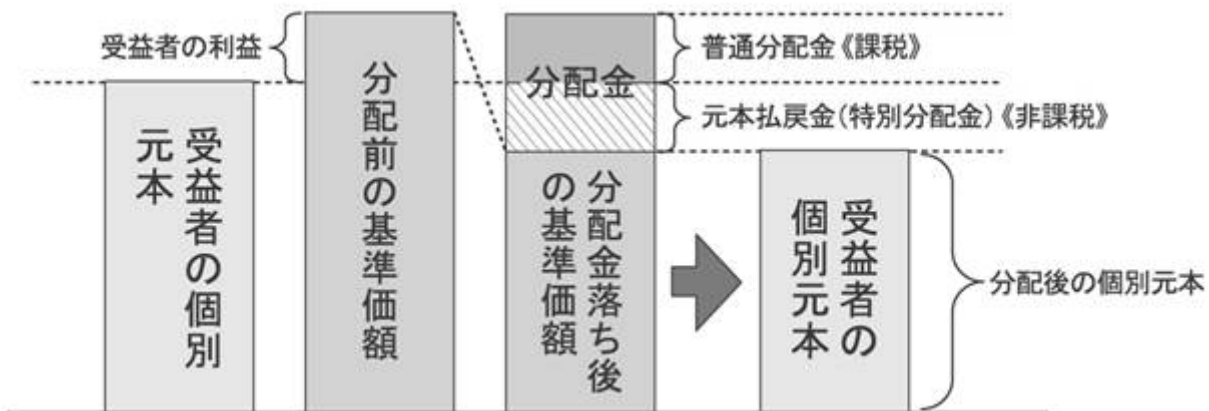 受益者の利益
受益者の個別
元本
分配前の基準価額
分配金
分配金落ち後
の基準価額
普通分配金《課税》
元本払戻金(特別分配金)《非課税》
受益者の
個別元本
分配後の個別元本